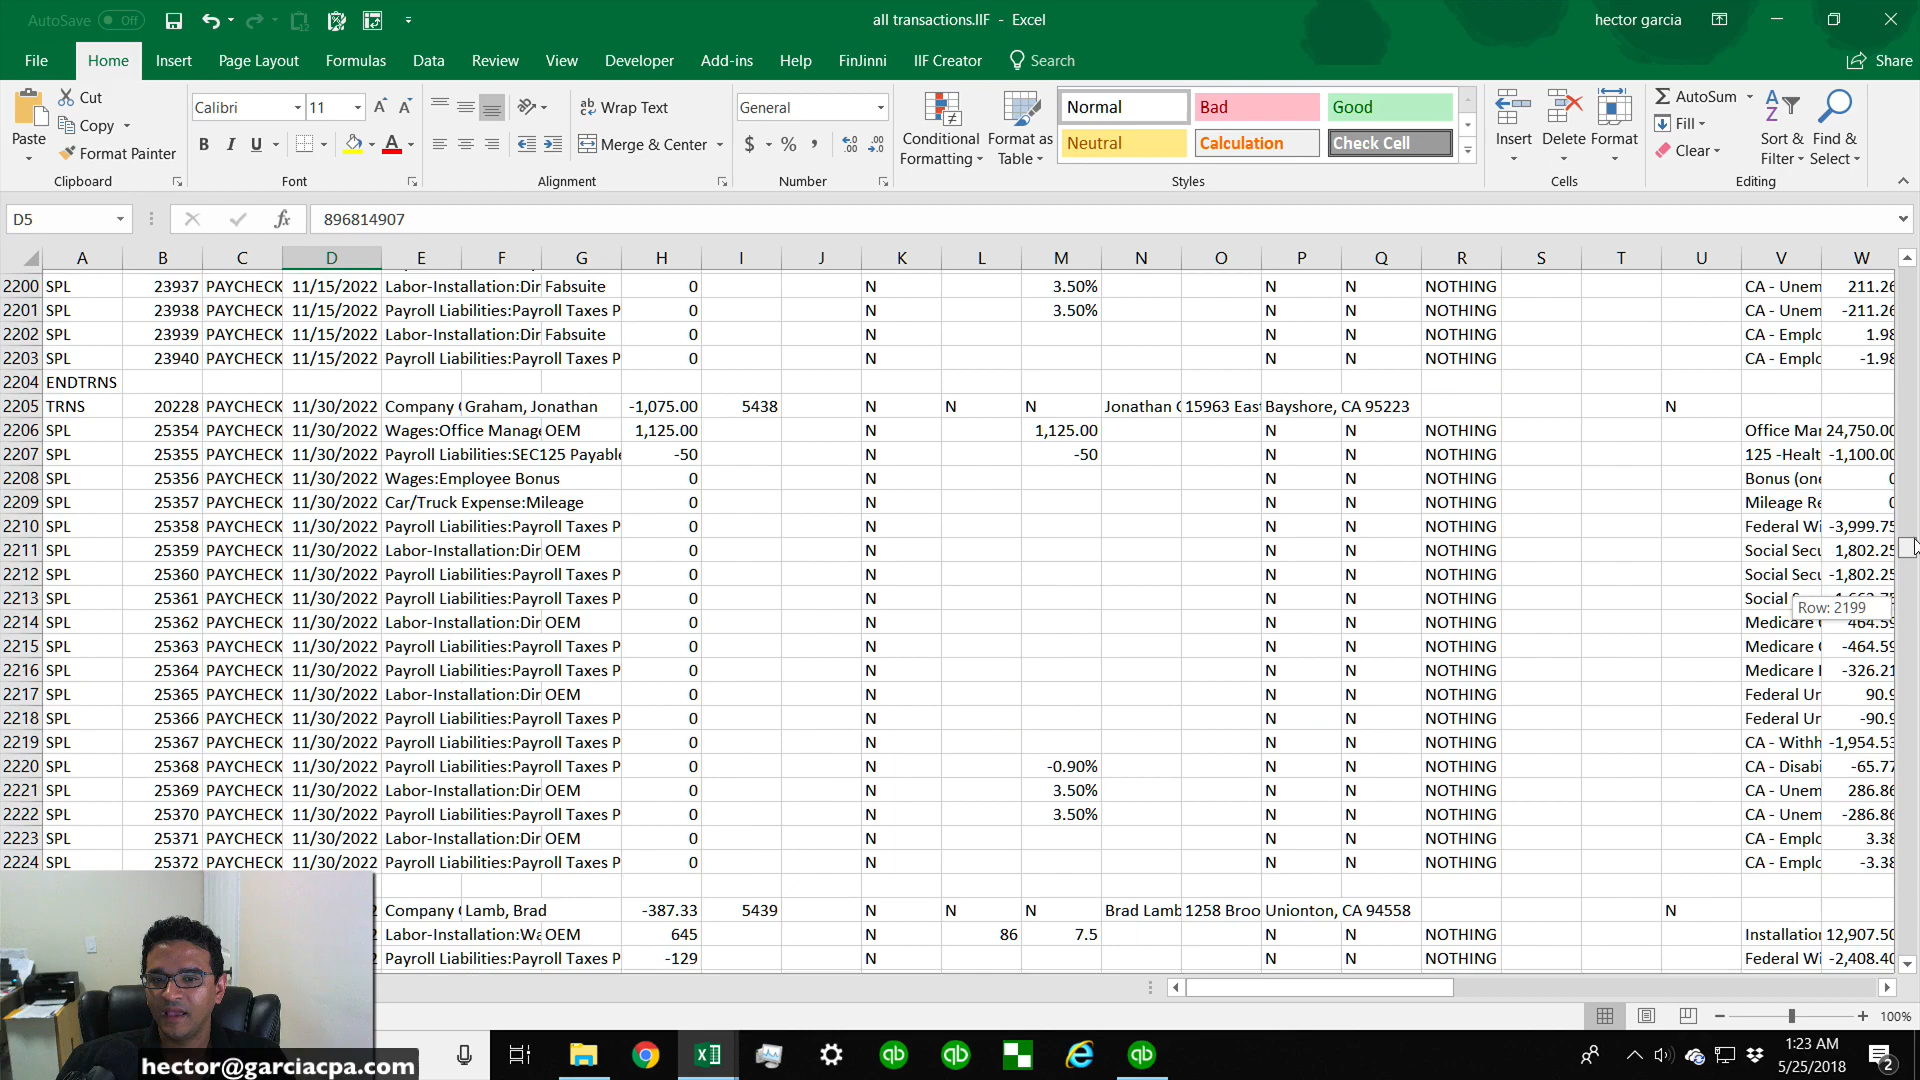 AutoSave Off
all transactions.IIF - Excel
hector garcia
File Home Insert Page Layout Formulas Data Review View Developer Add-ins Help FinJinni IIF Creator Search Share
Paste Cut Copy Format Painter Clipboard
Calibri 11 B I U A Font
Wrap Text Merge & Center Alignment
General $ % , Number
Conditional Formatting Format as Table
Normal Bad Good
Neutral Calculation Check Cell
Styles
Insert Delete Format Cells
AutoSum Fill Clear Sort & Filter Find & Select Editing
D5 fx 896814907
A B C D E F G H I J K L M N O P Q R S T U V W
2200 SPL 23937 PAYCHECK 11/15/2022 Labor-Installation:Dir Fabsuite 0 N 3.50% N N NOTHING CA - Unem 211.26
2201 SPL 23938 PAYCHECK 11/15/2022 Payroll Liabilities:Payroll Taxes P 0 N 3.50% N N NOTHING CA - Unem -211.26
2202 SPL 23939 PAYCHECK 11/15/2022 Labor-Installation:Dir Fabsuite 0 N N N NOTHING CA - Emplo 1.98
2203 SPL 23940 PAYCHECK 11/15/2022 Payroll Liabilities:Payroll Taxes P 0 N N N NOTHING CA - Emplo -1.98
2204 ENDTRNS
2205 TRNS 20228 PAYCHECK 11/30/2022 Company Graham, Jonathan -1,075.00 5438 N N N Jonathan 15963 East Bayshore, CA 95223 N
2206 SPL 25354 PAYCHECK 11/30/2022 Wages:Office Manage OEM 1,125.00 N 1,125.00 N N NOTHING Office Mar 24,750.00
2207 SPL 25355 PAYCHECK 11/30/2022 Payroll Liabilities:SEC125 Payable -50 N -50 N N NOTHING 125 -Healt -1,100.00
2208 SPL 25356 PAYCHECK 11/30/2022 Wages:Employee Bonus 0 N N N NOTHING Bonus (one 0
2209 SPL 25357 PAYCHECK 11/30/2022 Car/Truck Expense:Mileage 0 N N N NOTHING Mileage Re 0
2210 SPL 25358 PAYCHECK 11/30/2022 Payroll Liabilities:Payroll Taxes P 0 N N N NOTHING Federal Wi -3,999.75
2211 SPL 25359 PAYCHECK 11/30/2022 Labor-Installation:Dir OEM 0 N N N NOTHING Social Secu 1,802.25
2212 SPL 25360 PAYCHECK 11/30/2022 Payroll Liabilities:Payroll Taxes P 0 N N N NOTHING Social Secu -1,802.25
2213 SPL 25361 PAYCHECK 11/30/2022 Payroll Liabilities:Payroll Taxes P 0 N N N NOTHING Social
Row: 2199
2214 SPL 25362 PAYCHECK 11/30/2022 Labor-Installation:Dir OEM 0 N N N NOTHING Medicare 464.59
2215 SPL 25363 PAYCHECK 11/30/2022 Payroll Liabilities:Payroll Taxes P 0 N N N NOTHING Medicare -464.59
2216 SPL 25364 PAYCHECK 11/30/2022 Payroll Liabilities:Payroll Taxes P 0 N N N NOTHING Medicare -326.21
2217 SPL 25365 PAYCHECK 11/30/2022 Labor-Installation:Dir OEM 0 N N N NOTHING Federal Un 90.9
2218 SPL 25366 PAYCHECK 11/30/2022 Payroll Liabilities:Payroll Taxes P 0 N N N NOTHING Federal Un -90.9
2219 SPL 25367 PAYCHECK 11/30/2022 Payroll Liabilities:Payroll Taxes P 0 N N N NOTHING CA - Withh -1,954.53
2220 SPL 25368 PAYCHECK 11/30/2022 Payroll Liabilities:Payroll Taxes P 0 N -0.90% N N NOTHING CA - Disabi -65.77
2221 SPL 25369 PAYCHECK 11/30/2022 Labor-Installation:Dir OEM 0 N 3.50% N N NOTHING CA - Unem 286.86
2222 SPL 25370 PAYCHECK 11/30/2022 Payroll Liabilities:Payroll Taxes P 0 N 3.50% N N NOTHING CA - Unem -286.86
2223 SPL 25371 PAYCHECK 11/30/2022 Labor-Installation:Dir OEM 0 N N N NOTHING CA - Emplo 3.38
2224 SPL 25372 PAYCHECK 11/30/2022 Payroll Liabilities:Payroll Taxes P 0 N N N NOTHING CA - Emplo -3.38
Company Lamb, Brad -387.33 5439 N N N Brad Lamb 1258 Broo Unionton, CA 94558 N
Labor-Installation:Wa OEM 645 N 86 7.5 N N NOTHING Installation 12,907.50
Payroll Liabilities:Payroll Taxes P -129 N N N NOTHING Federal Wi -2,408.40
100%
hector@garciacpa.com
1:23 AM
5/25/2018
2